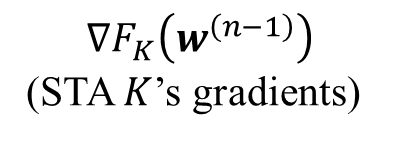 ∇F_K(w^(n−1))
(STA K's gradients)